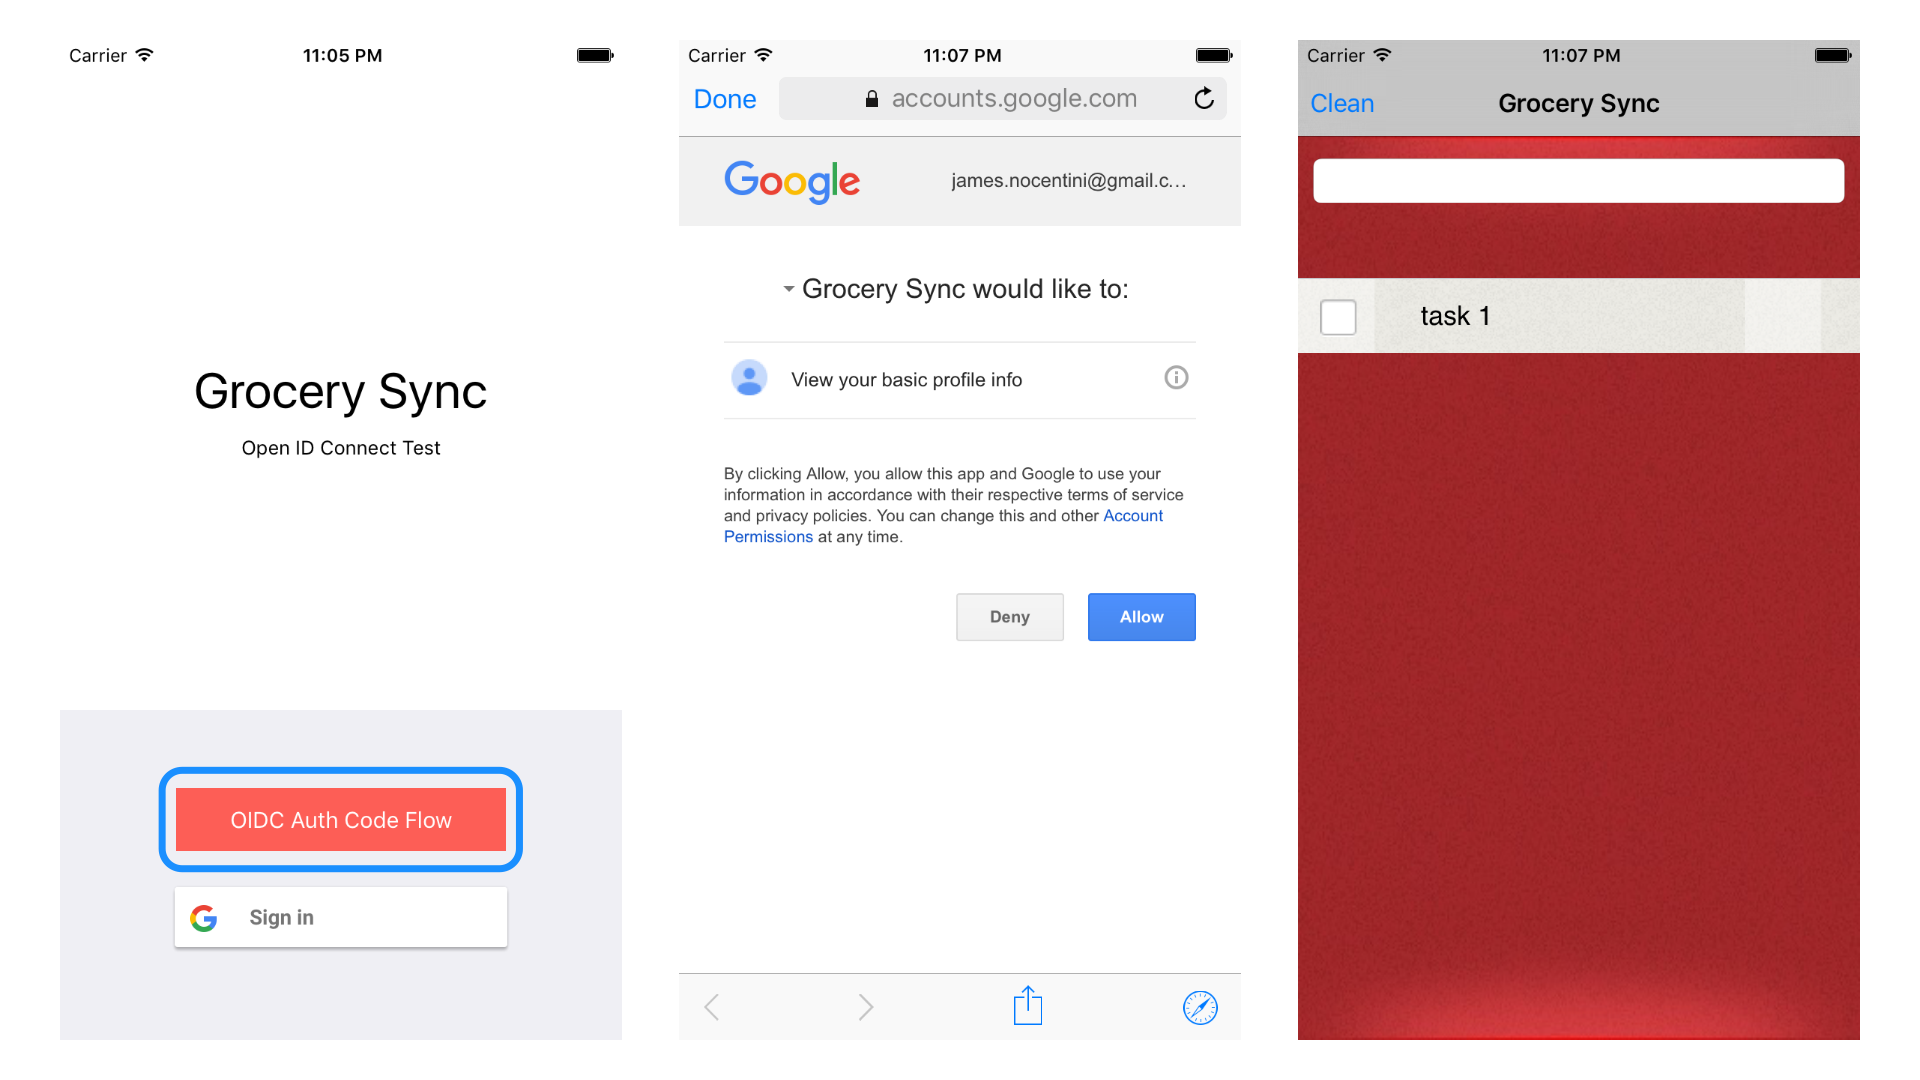 Carrier 11:05 PM
Grocery Sync
Open ID Connect Test
OIDC Auth Code Flow
Sign in
Carrier 11:07 PM
Done accounts.google.com
Google james.nocentini@gmail.c...
Grocery Sync would like to:
View your basic profile info
By clicking Allow, you allow this app and Google to use your
information in accordance with their respective terms of service
and privacy policies. You can change this and other Account
Permissions at any time.
Deny Allow
Carrier 11:07 PM
Clean Grocery Sync
task 1